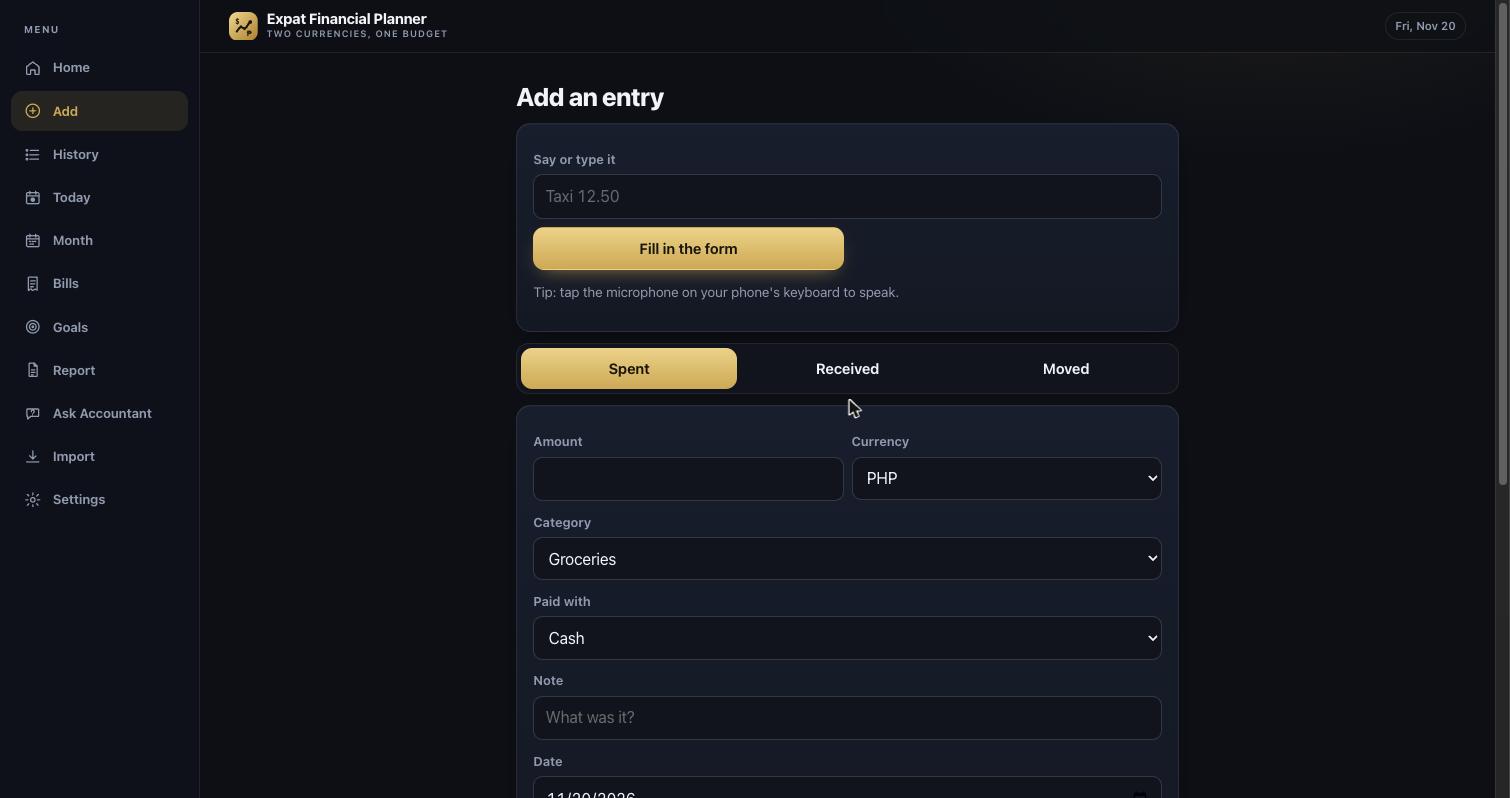 MENU
Home
Add
History
Today
Month
Bills
Goals
Report
Ask Accountant
Import
Settings
Expat Financial Planner
TWO CURRENCIES, ONE BUDGET
Fri, Nov 20
Add an entry
Say or type it
Taxi 12.50
Fill in the form
Tip: tap the microphone on your phone's keyboard to speak.
Spent Received Moved
Amount Currency
PHP
Category
Groceries
Paid with
Cash
Note
What was it?
Date
11/20/2026